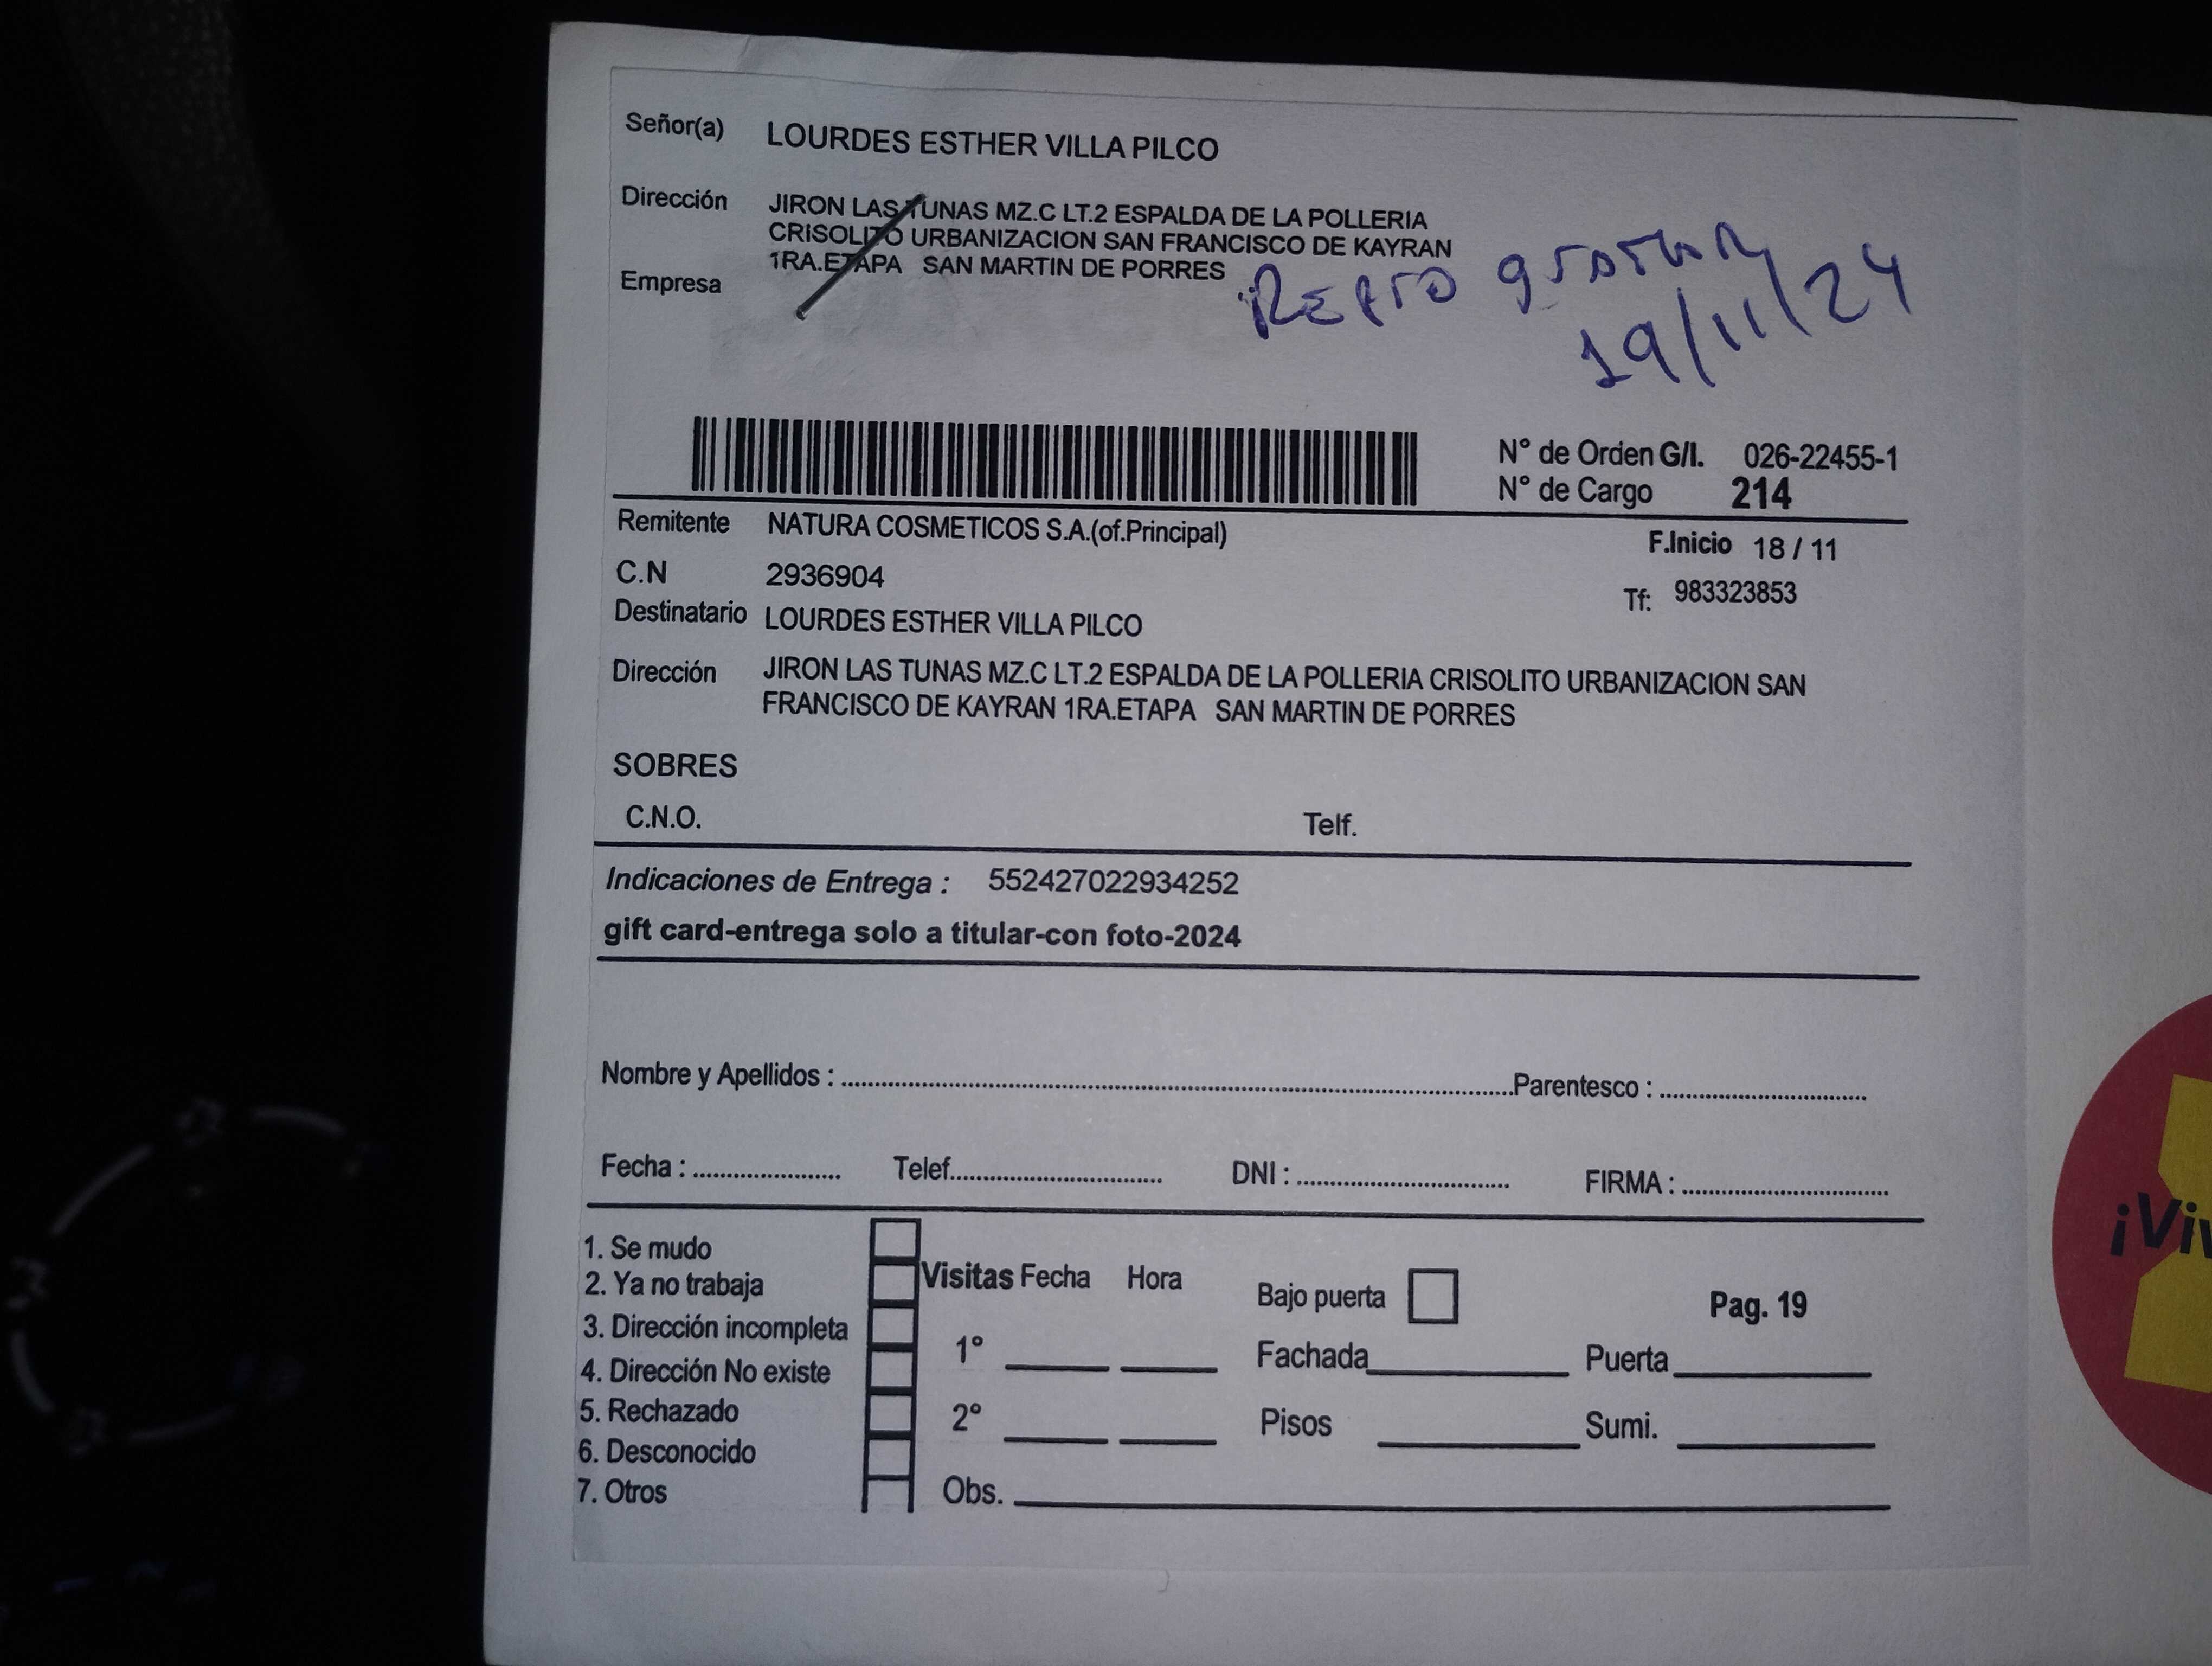 Señor(a) LOURDES ESTHER VILLA PILCO
Dirección JIRON LAS TUNAS MZ.C LT.2 ESPALDA DE LA POLLERIA
CRISOLITO URBANIZACION SAN FRANCISCO DE KAYRAN
1RA.ETAPA SAN MARTIN DE PORRES
Empresa
19/11/24
N° de Orden G/I. 026-22455-1
N° de Cargo 214
Remitente NATURA COSMETICOS S.A.(of.Principal)
F.Inicio 18 / 11
C.N 2936904
Tf: 983323853
Destinatario LOURDES ESTHER VILLA PILCO
Dirección JIRON LAS TUNAS MZ.C LT.2 ESPALDA DE LA POLLERIA CRISOLITO URBANIZACION SAN
FRANCISCO DE KAYRAN 1RA.ETAPA SAN MARTIN DE PORRES
SOBRES
C.N.O. Telf.
Indicaciones de Entrega : 552427022934252
gift card-entrega solo a titular-con foto-2024
Nombre y Apellidos : Parentesco :
Fecha : Telef. DNI : FIRMA :
1. Se mudo
2. Ya no trabaja
3. Dirección incompleta
4. Dirección No existe
5. Rechazado
6. Desconocido
7. Otros
Visitas Fecha Hora
1°
2°
Obs.
Bajo puerta
Fachada Puerta
Pisos Sumi.
Pag. 19